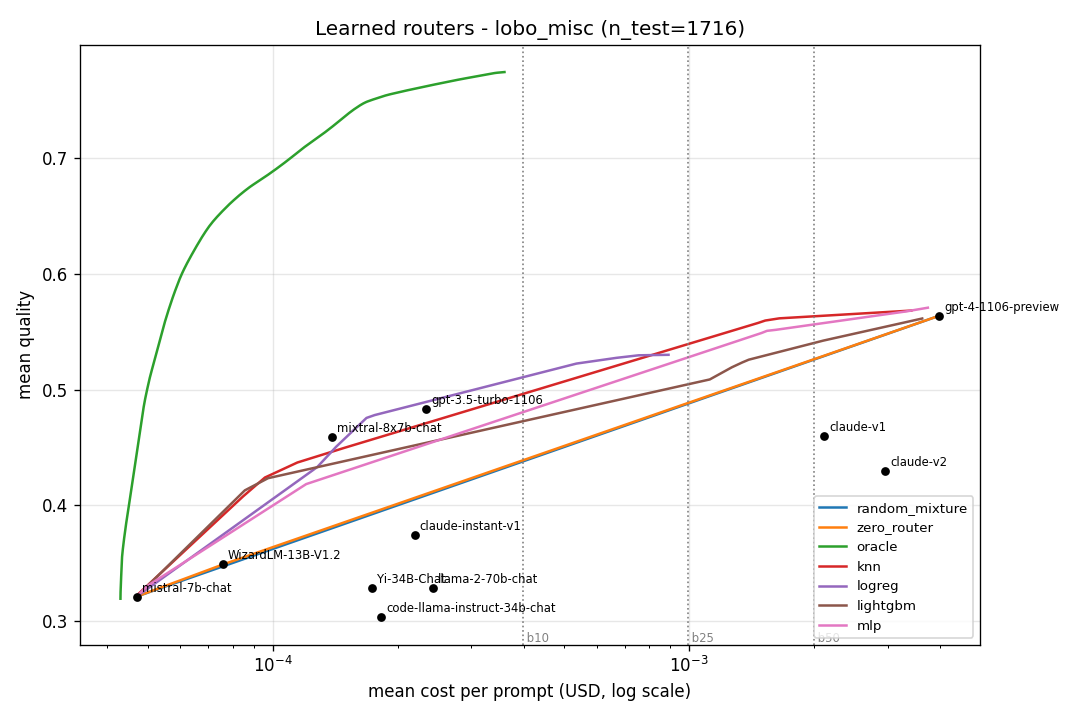 Learned routers - lobo_misc (n_test=1716)
mean quality
0.7
0.6
0.5
0.4
0.3
gpt-4-1106-preview
gpt-3.5-turbo-1106
mixtral-8x7b-chat
claude-v1
claude-v2
claude-instant-v1
WizardLM-13B-V1.2
mistral-7b-chat
Yi-34B-Chat
llama-2-70b-chat
code-llama-instruct-34b-chat
random_mixture
zero_router
oracle
knn
logreg
lightgbm
mlp
b10
b25
b50
10⁻⁴
10⁻³
mean cost per prompt (USD, log scale)